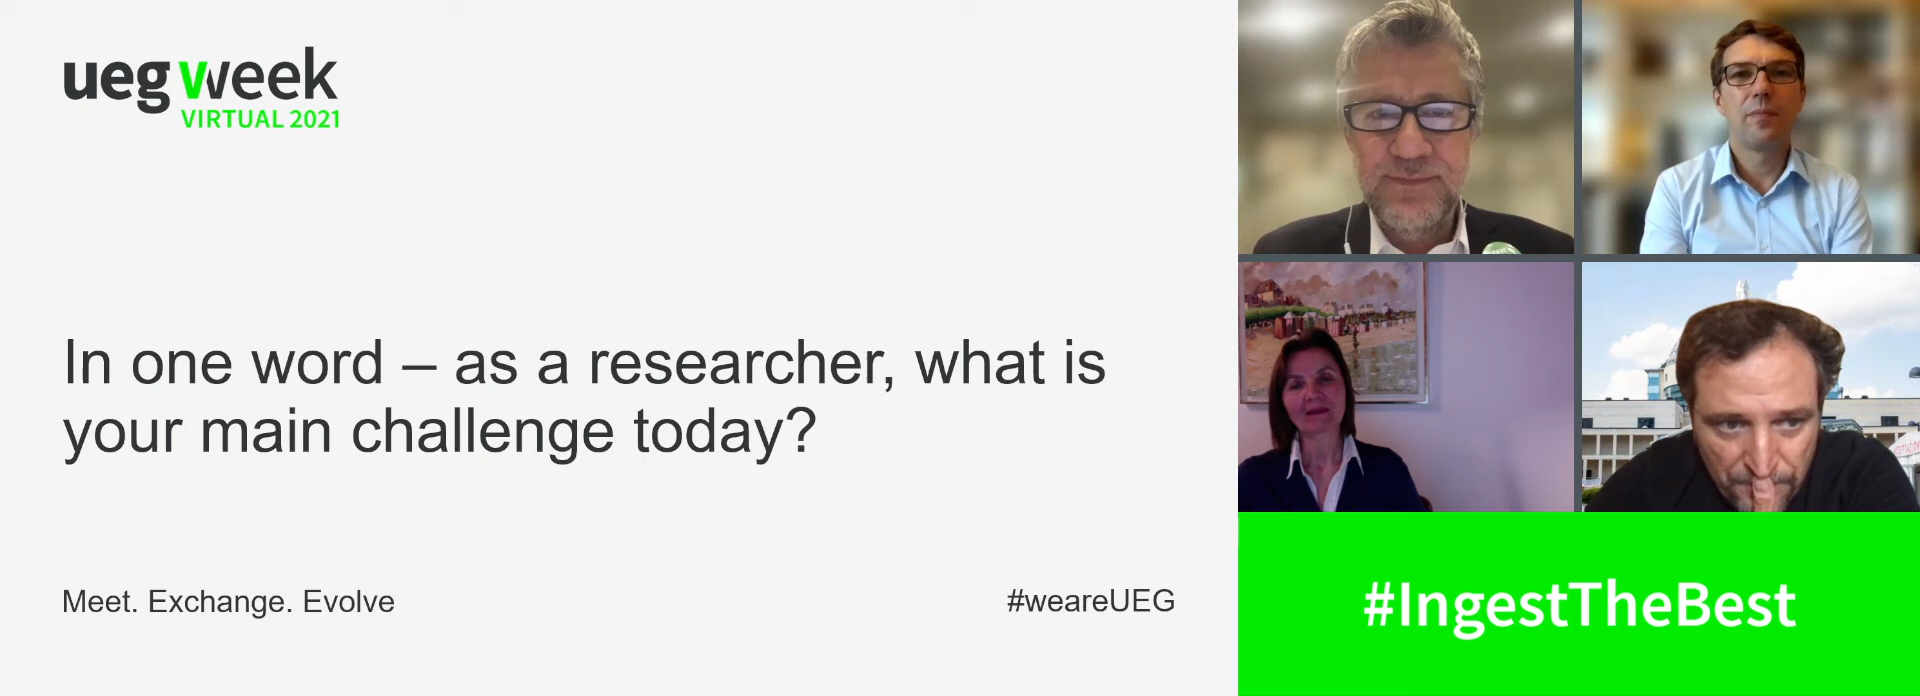 ueg week
VIRTUAL 2021
In one word – as a researcher, what is
your main challenge today?
Meet. Exchange. Evolve
#weareUEG
#IngestTheBest